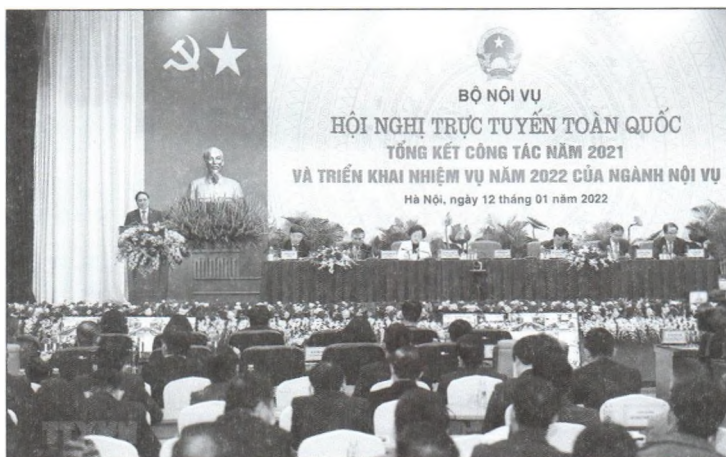 BỘ NỘI VỤ
HỘI NGHỊ TRỰC TUYẾN TOÀN QUỐC
TỔNG KẾT CÔNG TÁC NĂM 2021
VÀ TRIỂN KHAI NHIỆM VỤ NĂM 2022 CỦA NGÀNH NỘI VỤ
Hà Nội, ngày 12 tháng 01 năm 2022